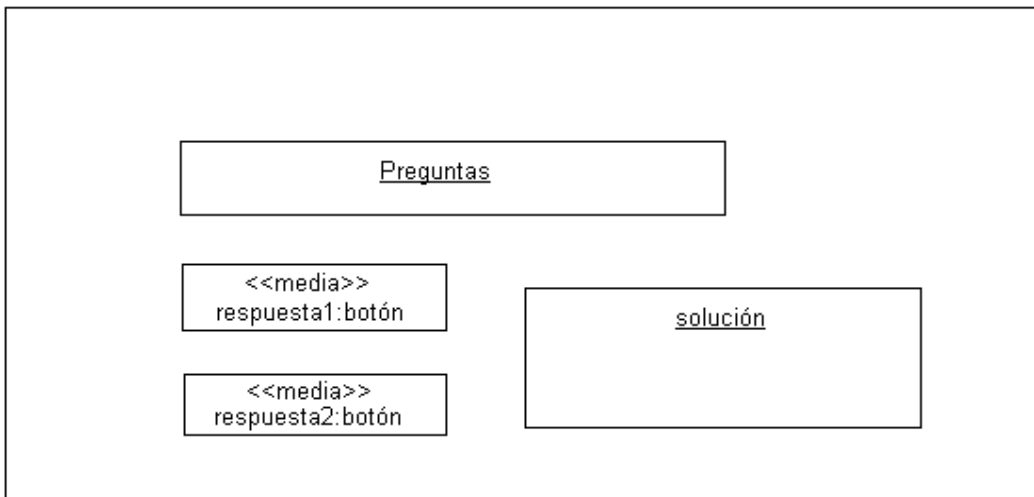 Preguntas
<<media>>
respuesta1:botón
solución
<<media>>
respuesta2:botón